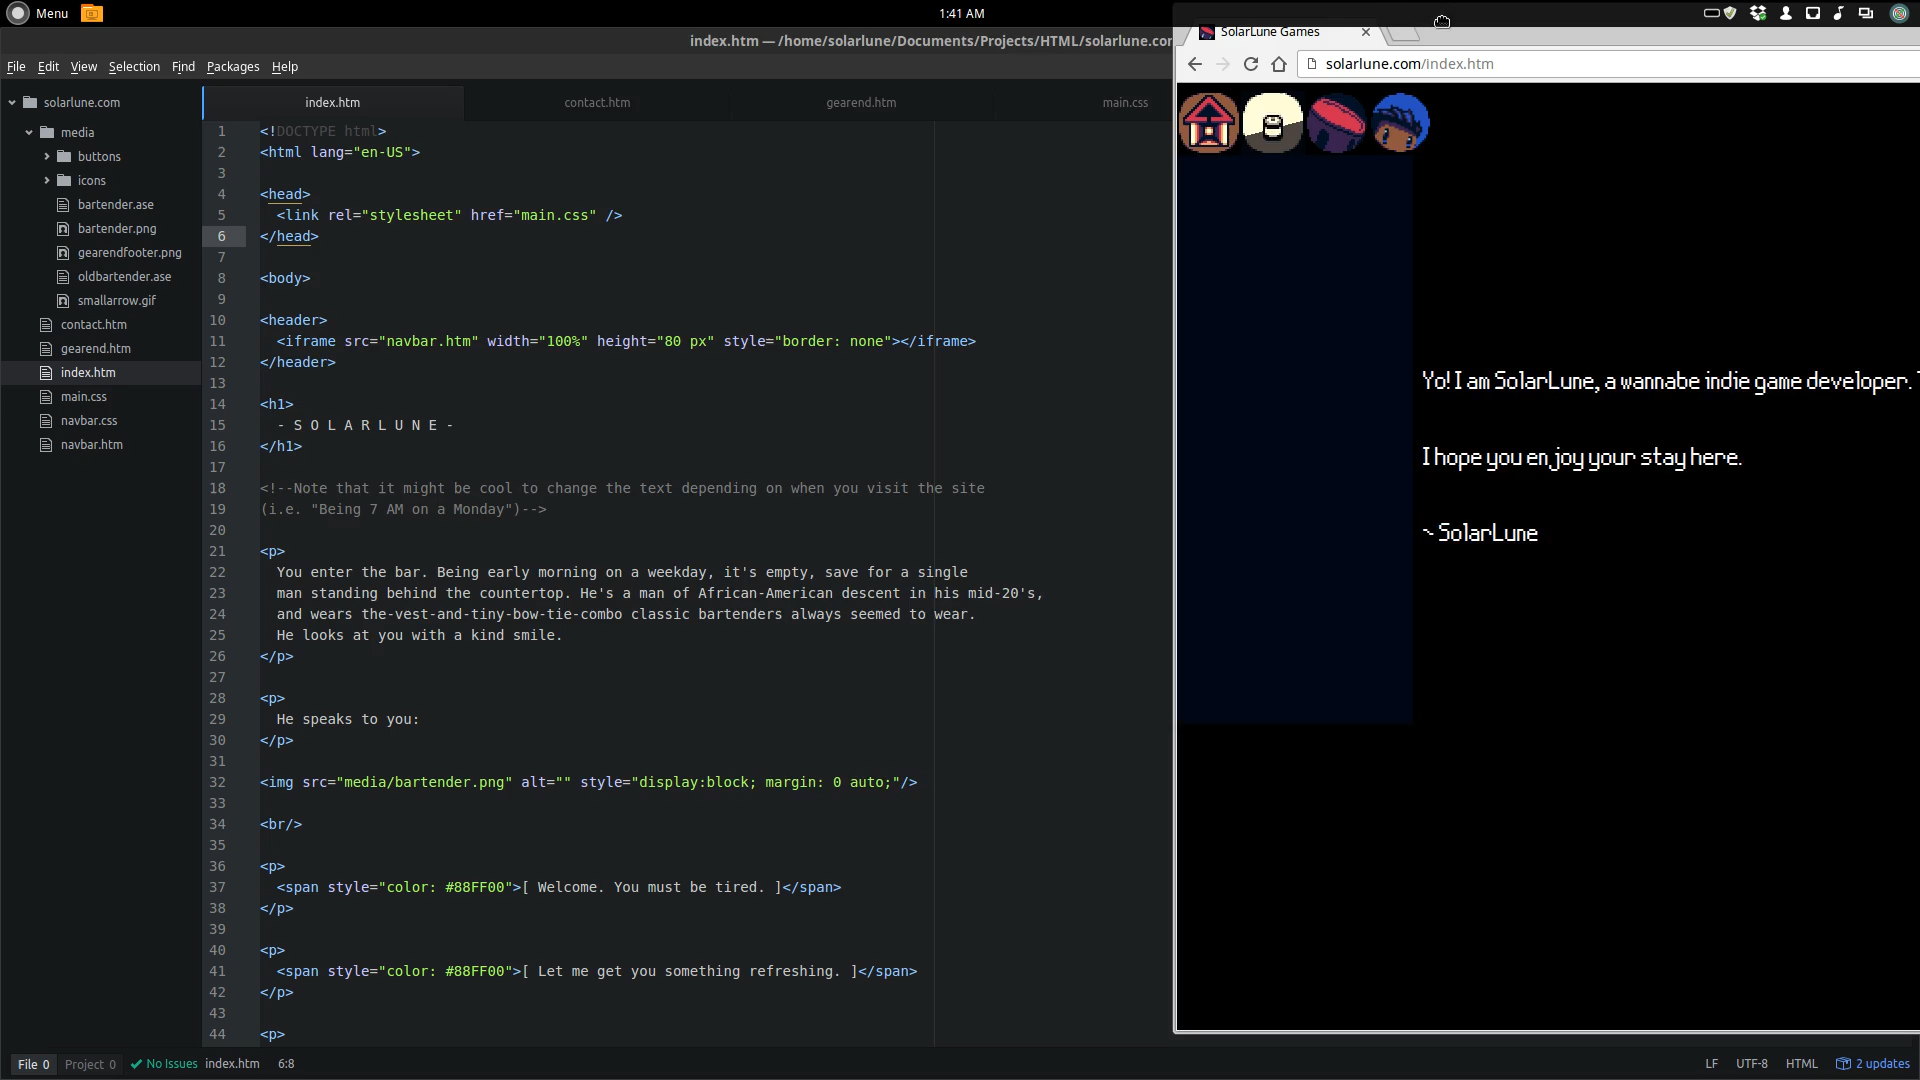 Menu
1:41 AM
index.htm — /home/solarlune/Documents/Projects/HTML/solarlune.com
File Edit View Selection Find Packages Help
solarlune.com
media
buttons
icons
bartender.ase
bartender.png
gearendfooter.png
oldbartender.ase
smallarrow.gif
contact.htm
gearend.htm
index.htm
main.css
navbar.css
navbar.htm
index.htm contact.htm gearend.htm main.css
1 <!DOCTYPE html>
2 <html lang="en-US">
3
4 <head>
5 <link rel="stylesheet" href="main.css" />
6 </head>
7
8 <body>
9
10 <header>
11 <iframe src="navbar.htm" width="100%" height="80 px" style="border: none"></iframe>
12 </header>
13
14 <h1>
15 - S O L A R L U N E -
16 </h1>
17
18 <!--Note that it might be cool to change the text depending on when you visit the site
19 (i.e. "Being 7 AM on a Monday")-->
20
21 <p>
22 You enter the bar. Being early morning on a weekday, it's empty, save for a single
23 man standing behind the countertop. He's a man of African-American descent in his mid-20's,
24 and wears the-vest-and-tiny-bow-tie-combo classic bartenders always seemed to wear.
25 He looks at you with a kind smile.
26 </p>
27
28 <p>
29 He speaks to you:
30 </p>
31
32 <img src="media/bartender.png" alt="" style="display:block; margin: 0 auto;"/>
33
34 <br/>
35
36 <p>
37 <span style="color: #88FF00">[ Welcome. You must be tired. ]</span>
38 </p>
39
40 <p>
41 <span style="color: #88FF00">[ Let me get you something refreshing. ]</span>
42 </p>
43
44 <p>
File 0 Project 0 No Issues index.htm 6:8
LF UTF-8 HTML 2 updates
SolarLune Games
solarlune.com/index.htm
Yo! I am SolarLune, a wannabe indie game developer.
I hope you enjoy your stay here.
~ SolarLune